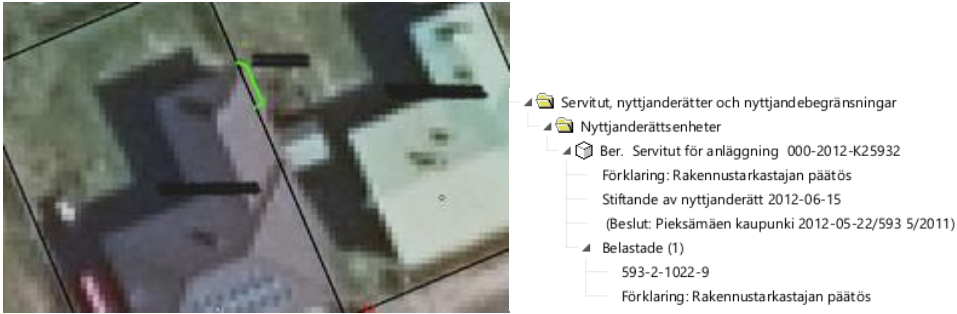 Servitut, nyttjanderätter och nyttjandebegränsningar
Nyttjanderättsenheter
Ber. Servitut för anläggning 000-2012-K25932
Förklaring: Rakennustarkastajan päätös
Stiftande av nyttjanderätt 2012-06-15
(Beslut: Pieksämäen kaupunki 2012-05-22/593 5/2011)
Belastade (1)
593-2-1022-9
Förklaring: Rakennustarkastajan päätös